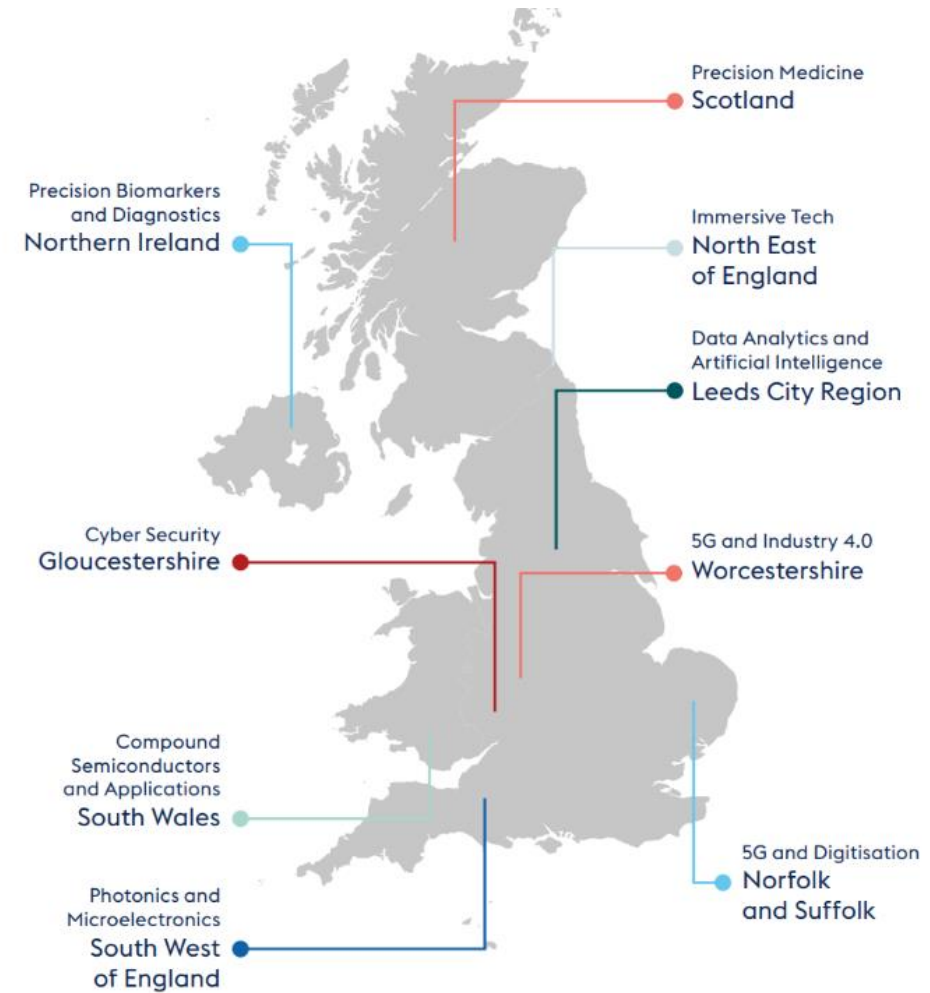 Precision Medicine
Scotland
Precision Biomarkers
and Diagnostics
Northern Ireland
Immersive Tech
North East
of England
Data Analytics and
Artificial Intelligence
Leeds City Region
Cyber Security
Gloucestershire
5G and Industry 4.0
Worcestershire
Compound
Semiconductors
and Applications
South Wales
5G and Digitisation
Norfolk
and Suffolk
Photonics and
Microelectronics
South West
of England